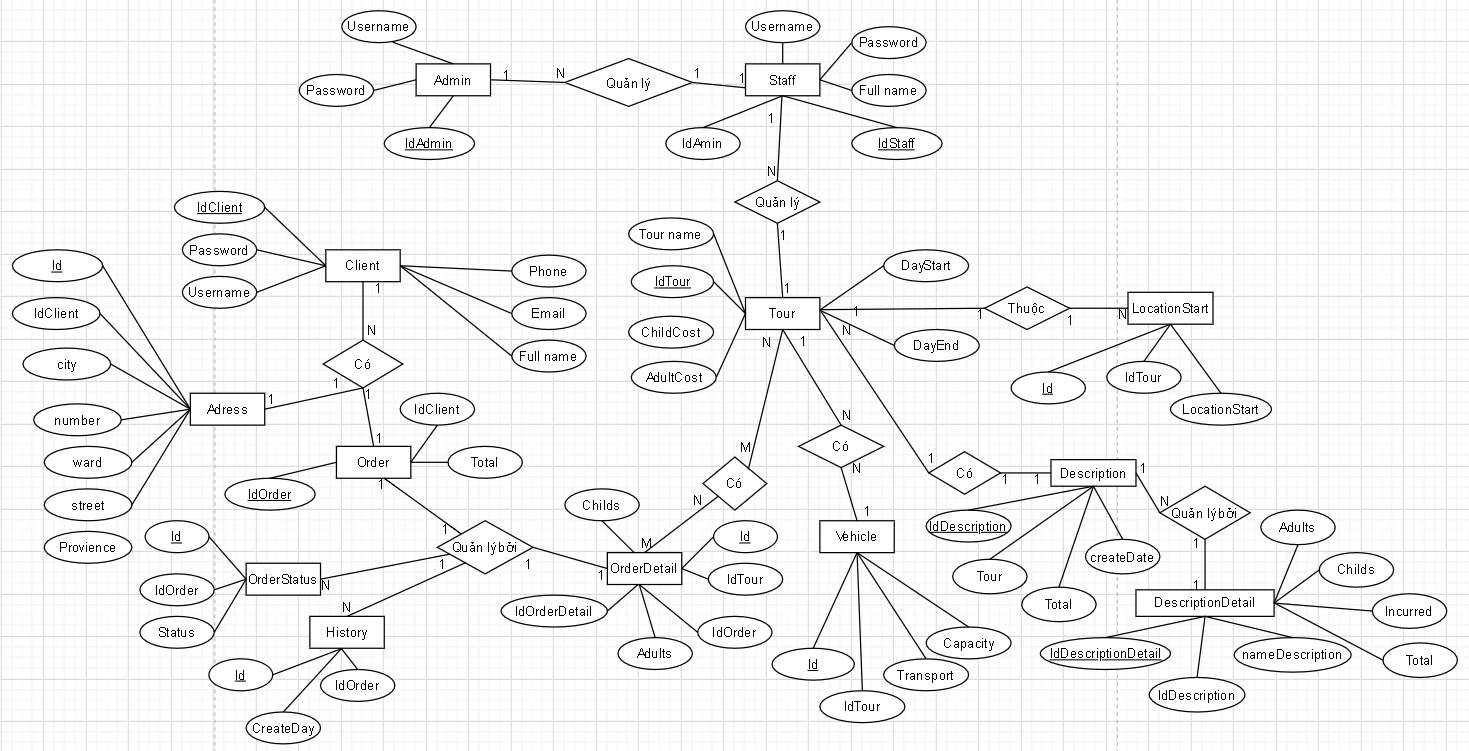 Username
Username
Password
Admin
1
N
Quản lý
1
1
Staff
Password
Full name
IdAdmin
IdAmin
1
IdStaff
N
Quản lý
1
IdClient
Password
Username
Client
1
Phone
Email
Full name
Id
IdClient
city
number
ward
street
Provience
Adress
1
1
N
Có
1
1
Order
1
IdClient
Total
IdOrder
Tour name
IdTour
ChildCost
AdultCost
1
Tour
N
1
1
N
DayStart
DayEnd
1
Thuộc
1
N
LocationStart
Id
IdTour
LocationStart
M
Có
N
M
N
Có
N
1
Vehicle
Id
IdTour
Transport
Capacity
1
Có
1
1
Description
1
IdDescription
Tour
Total
createDate
N
Quản lý bởi
1
1
DescriptionDetail
Adults
Childs
Incurred
Total
nameDescription
IdDescription
IdDescriptionDetail
Id
IdOrder
Status
OrderStatus
N
1
Quản lý bởi
1
1
1
N
History
Id
IdOrder
CreateDay
Childs
OrderDetail
Id
IdTour
IdOrderDetail
IdOrder
Adults